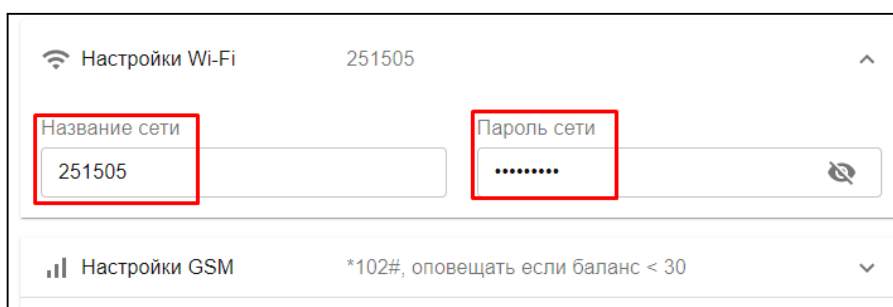 Настройки Wi-Fi 251505
Название сети Пароль сети
251505 •••••••••
Настройки GSM *102#, оповещать если баланс < 30